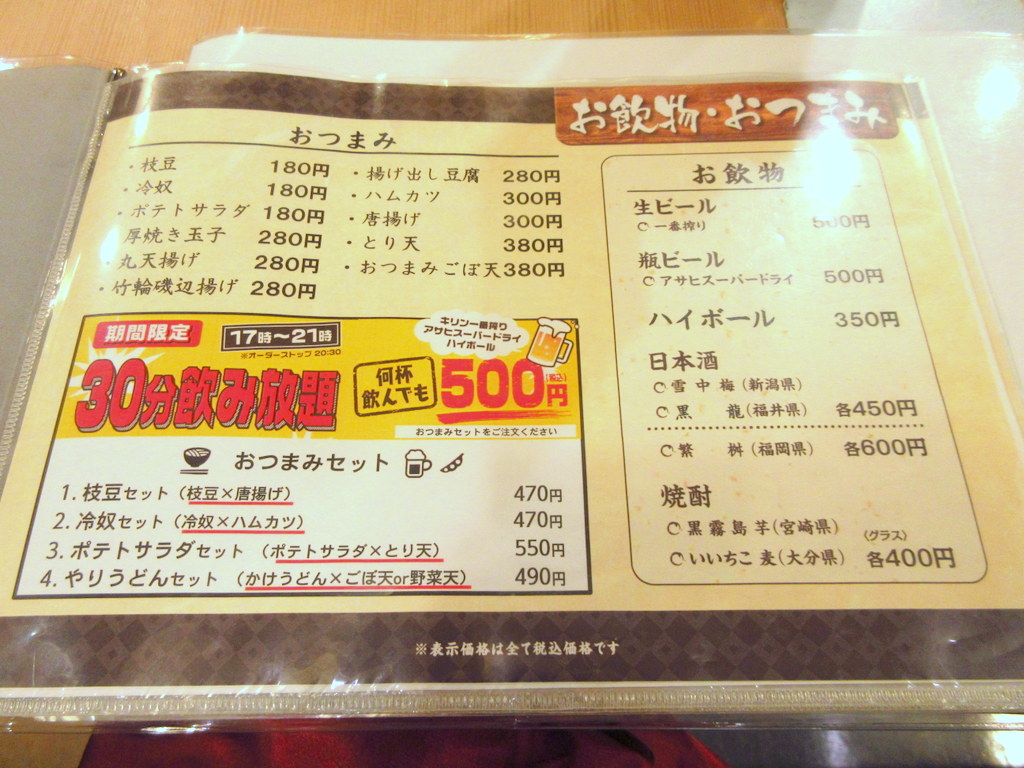 お飲物・おつまみ
おつまみ
・枝豆 180円
・冷奴 180円
・ポテトサラダ 180円
厚焼き玉子 280円
・丸天揚げ 280円
・竹輪磯辺揚げ 280円
・揚げ出し豆腐 280円
・ハムカツ 300円
・唐揚げ 300円
・とり天 380円
・おつまみごぼ天 380円
期間限定
17時〜21時
※オーダーストップ 20:30
キリン一番搾り
アサヒスーパードライ
ハイボール
30分飲み放題
何杯
飲んでも
500円
(税込)
おつまみセットをご注文ください
おつまみセット
1. 枝豆セット（枝豆×唐揚げ） 470円
2. 冷奴セット（冷奴×ハムカツ） 470円
3. ポテトサラダセット （ポテトサラダ×とり天） 550円
4. やりうどんセット （かけうどん×ごぼ天or野菜天） 490円
お飲物
生ビール
一番搾り 500円
瓶ビール
アサヒスーパードライ 500円
ハイボール 350円
日本酒
雪中梅（新潟県）
黒龍（福井県） 各450円
繁桝（福岡県） 各600円
焼酎
黒霧島 芋（宮崎県）
〈グラス〉
いいちこ 麦（大分県） 各400円
※表示価格は全て税込価格です